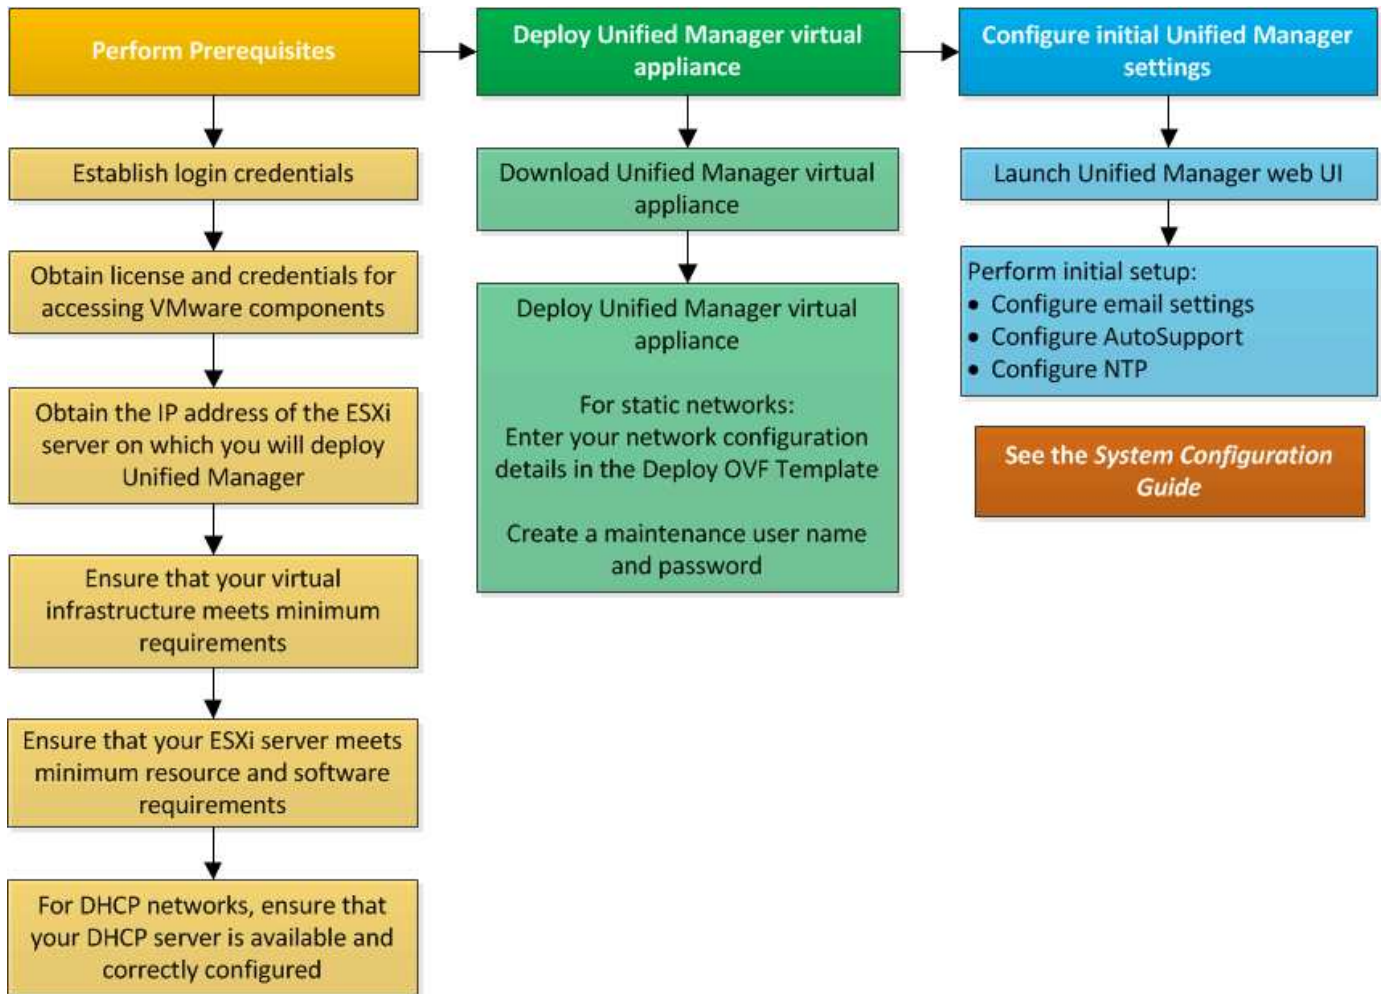 Perform Prerequisites
Establish login credentials
Obtain license and credentials for
accessing VMware components
Obtain the IP address of the ESXi
server on which you will deploy
Unified Manager
Ensure that your virtual
infrastructure meets minimum
requirements
Ensure that your ESXi server meets
minimum resource and software
requirements
For DHCP networks, ensure that
your DHCP server is available and
correctly configured
Deploy Unified Manager virtual
appliance
Download Unified Manager virtual
appliance
Deploy Unified Manager virtual
appliance
For static networks:
Enter your network configuration
details in the Deploy OVF Template
Create a maintenance user name
and password
Configure initial Unified Manager
settings
Launch Unified Manager web UI
Perform initial setup:
• Configure email settings
• Configure AutoSupport
• Configure NTP
See the System Configuration
Guide